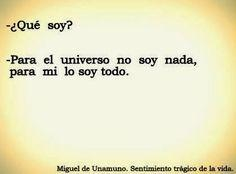 -¿Qué soy?
-Para el universo no soy nada,
para mi lo soy todo.
Miguel de Unamuno. Sentimiento trágico de la vida.